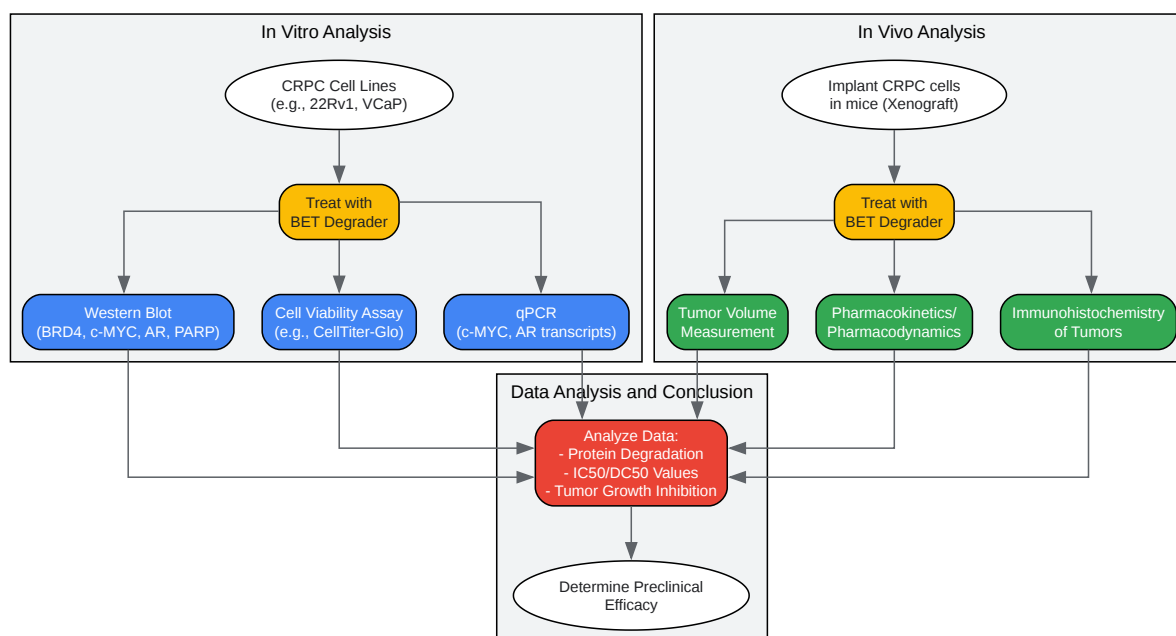 In Vitro Analysis
CRPC Cell Lines
(e.g., 22Rv1, VCaP)
Treat with
BET Degrader
Western Blot
(BRD4, c-MYC, AR, PARP)
Cell Viability Assay
(e.g., CellTiter-Glo)
qPCR
(c-MYC, AR transcripts)
In Vivo Analysis
Implant CRPC cells
in mice (Xenograft)
Treat with
BET Degrader
Tumor Volume
Measurement
Pharmacokinetics/
Pharmacodynamics
Immunohistochemistry
of Tumors
Data Analysis and Conclusion
Analyze Data:
- Protein Degradation
- IC50/DC50 Values
- Tumor Growth Inhibition
Determine Preclinical
Efficacy